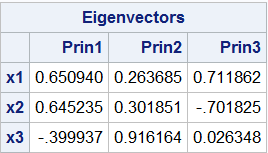 Eigenvectors
Prin1 Prin2 Prin3
x1 0.650940 0.263685 0.711862
x2 0.645235 0.301851 -.701825
x3 -.399937 0.916164 0.026348